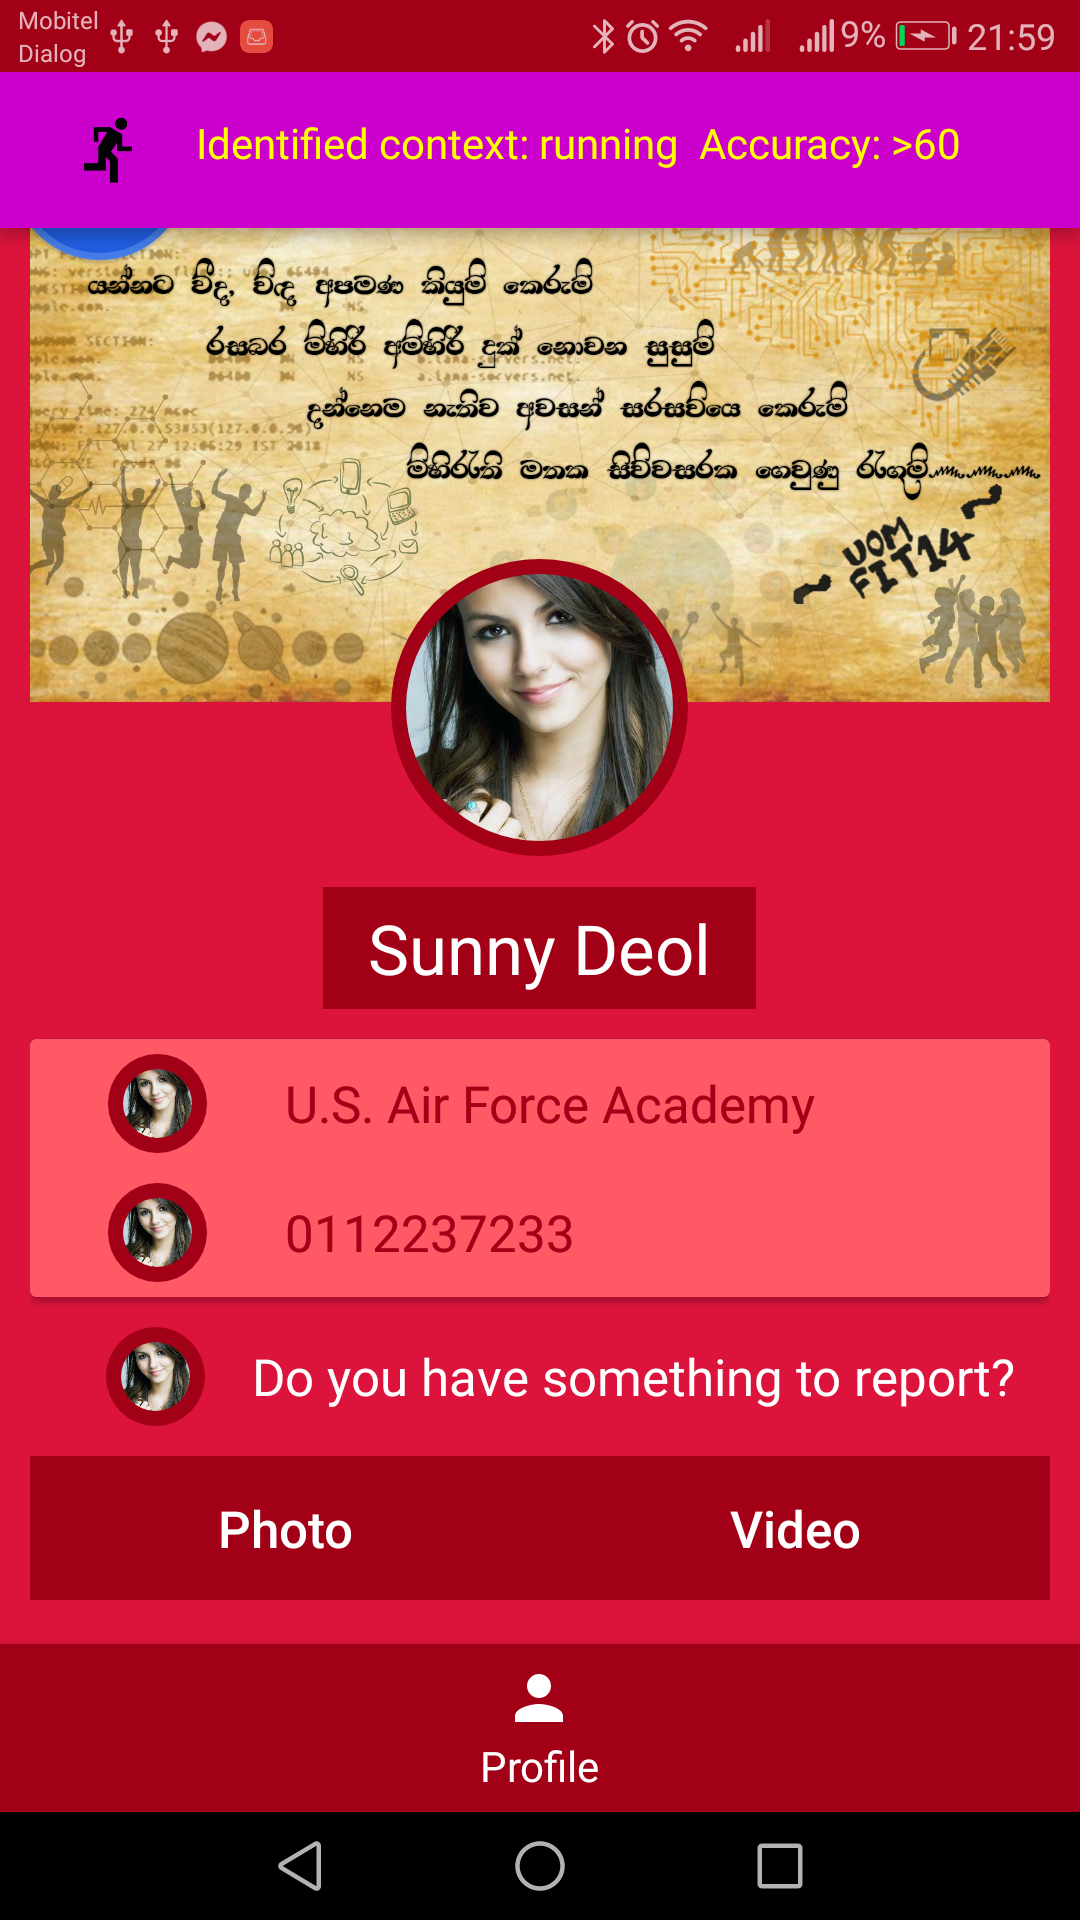 Mobitel
Dialog
9%
21:59
Identified context: running  Accuracy: >60
යන්නට වීද, විඳ අපමණ කියුම් කෙරුම්
රසබර මිහිරි අමිහිරි දුක් නොවන සුසුම්
දන්නෙම නැතිව අවසන් සරසවියෙ කෙරුම්
මිහිරැති මතක සිව්වසරක ගෙවුණු රැඟුම්
UOM
FIT14
Sunny Deol
U.S. Air Force Academy
0112237233
Do you have something to report?
Photo
Video
Profile